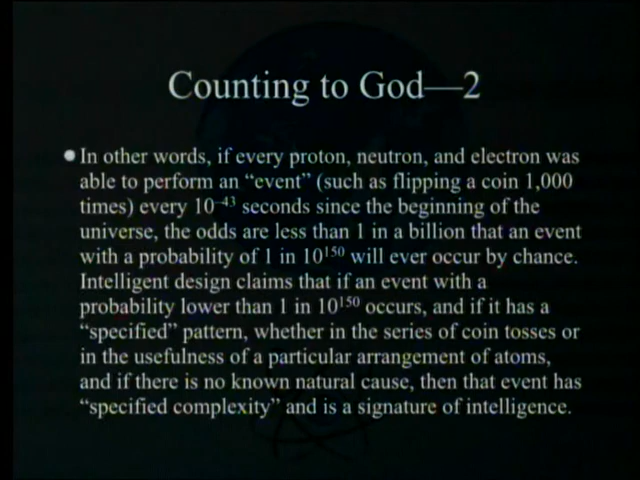 Counting to God—2
● In other words, if every proton, neutron, and electron was
able to perform an “event” (such as flipping a coin 1,000
times) every 10⁻⁴³ seconds since the beginning of the
universe, the odds are less than 1 in a billion that an event
with a probability of 1 in 10¹⁵⁰ will ever occur by chance.
Intelligent design claims that if an event with a
probability lower than 1 in 10¹⁵⁰ occurs, and if it has a
“specified” pattern, whether in the series of coin tosses or
in the usefulness of a particular arrangement of atoms,
and if there is no known natural cause, then that event has
“specified complexity” and is a signature of intelligence.